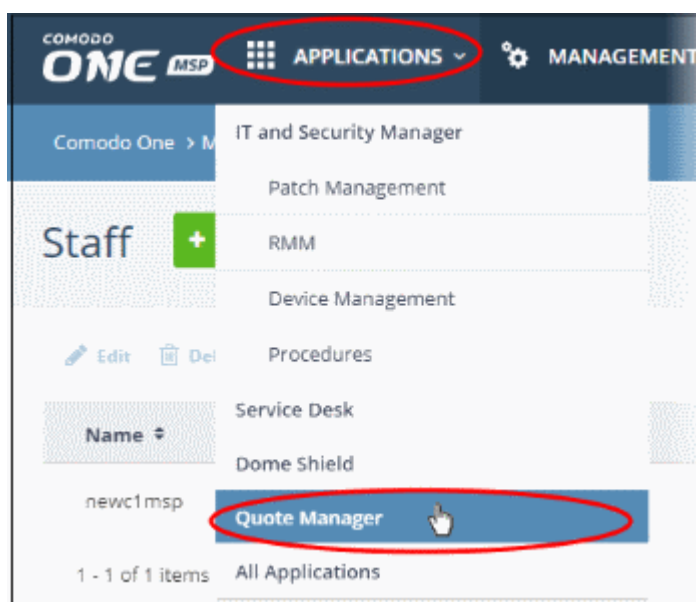 COMODO
ONE MSP
APPLICATIONS
MANAGEMENT
Comodo One > M
IT and Security Manager
Patch Management
Staff
+
RMM
Device Management
Edit
Del
Procedures
Service Desk
Name
Dome Shield
newc1msp
Quote Manager
1 - 1 of 1 items
All Applications